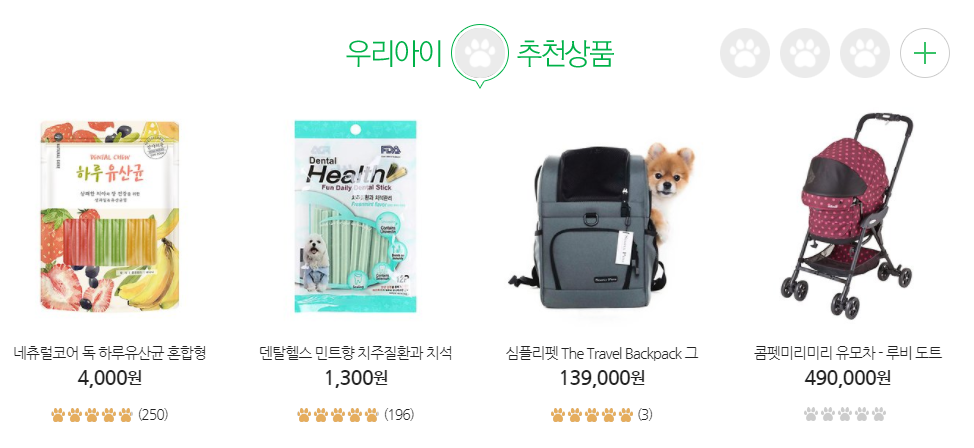 우리아이 추천상품
DENTAL CHEW
하루 유산균
ACF
FDA
Dental
Health!
Fun Daily Dental Stick
네츄럴코어 독 하루유산균 혼합형
4,000원
(250)
덴탈헬스 민트향 치주질환과 치석
1,300원
(196)
심플리펫 The Travel Backpack 그
139,000원
(3)
콤펫미리미리 유모차 - 루비 도트
490,000원